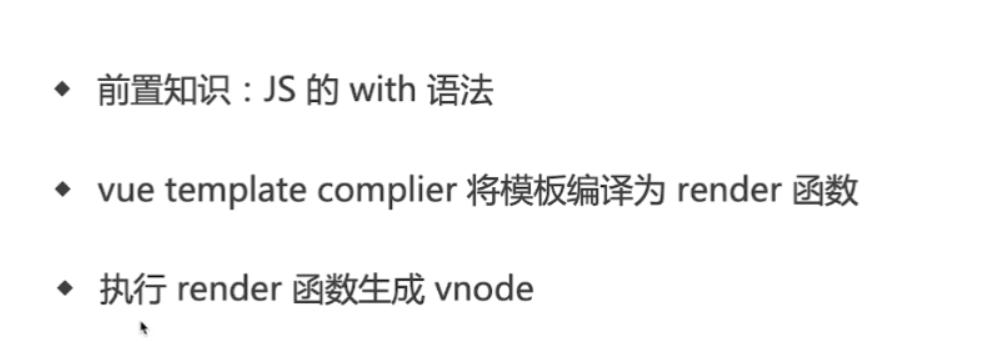 ◆ 前置知识：JS 的 with 语法
◆ vue template complier 将模板编译为 render 函数
◆ 执行 render 函数生成 vnode